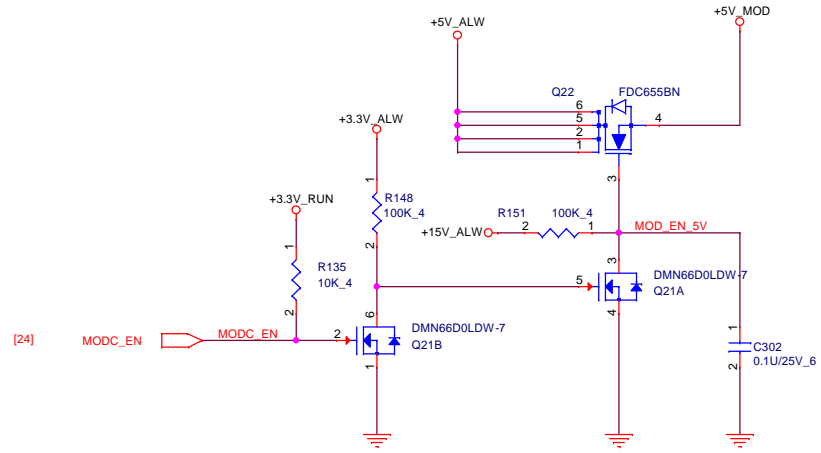 +5V_MOD
+5V_ALW
Q22 FDC655BN
6
5
2
1
4
3
+3.3V_ALW
1
R148
100K_4
2
+3.3V_RUN
1
R135
10K_4
2
R151 100K_4
+15V_ALW 2 1 MOD_EN_5V
3
5
DMN66D0LDW-7
Q21A
4
6
[24] MODC_EN MODC_EN 2
DMN66D0LDW-7
Q21B
1
1
C302
0.1U/25V_6
2